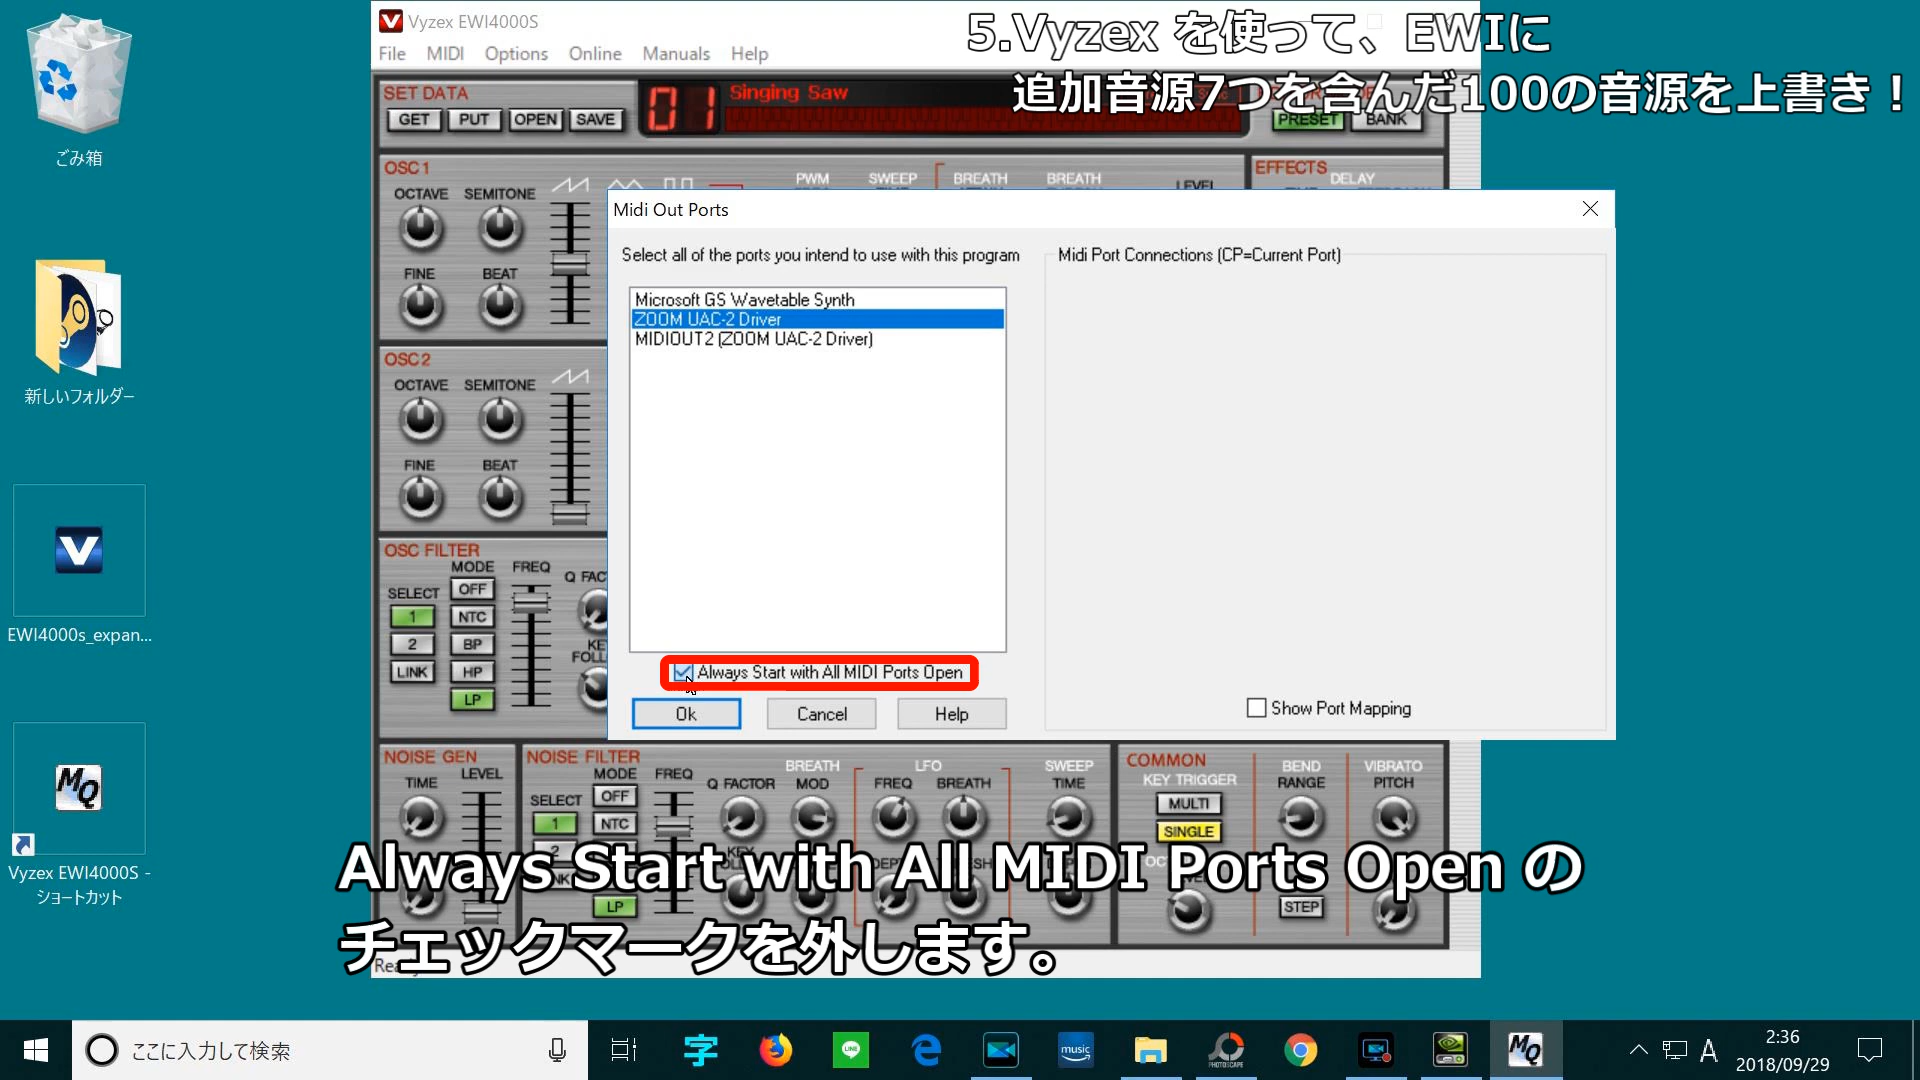 ごみ箱
新しいフォルダー
EWI4000s_expan...
Vyzex EWI4000S -
ショートカット
Vyzex EWI4000S
File MIDI Options Online Manuals Help
5.Vyzex を使って、EWIに
追加音源7つを含んだ100の音源を上書き！
SET DATA
GET PUT OPEN SAVE
01 Singing Saw
PRESET BANK
OSC1
OCTAVE SEMITONE
FINE BEAT
PWM SWEEP BREATH BREATH LEVEL
EFFECTS
DELAY
OSC2
OCTAVE SEMITONE
FINE BEAT
OSC FILTER
MODE FREQ
SELECT OFF
1 NTC
2 BP
LINK HP
LP
Midi Out Ports
Select all of the ports you intend to use with this program
Microsoft GS Wavetable Synth
ZOOM UAC-2 Driver
MIDIOUT2 (ZOOM UAC-2 Driver)
Always Start with All MIDI Ports Open
Ok Cancel Help
Midi Port Connections (CP=Current Port)
Show Port Mapping
NOISE GEN
TIME LEVEL
NOISE FILTER
MODE FREQ
SELECT OFF
1 NTC
2
LP
Q FACTOR
BREATH
MOD
LFO
FREQ BREATH
SWEEP
TIME
COMMON
KEY TRIGGER
MULTI
SINGLE
BEND
RANGE
STEP
VIBRATO
PITCH
Always Start with All MIDI Ports Open の
チェックマークを外します。
ここに入力して検索
字
LINE
music
PHOTOSCAPE
MQ
A
2:36
2018/09/29